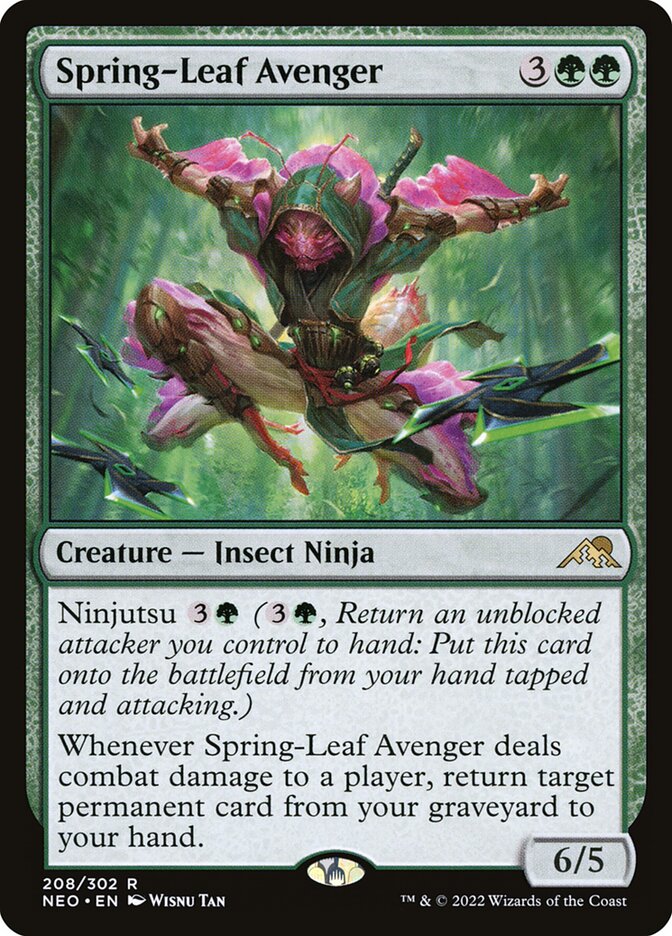 Spring-Leaf Avenger 3
Creature — Insect Ninja
Ninjutsu 3 (3, Return an unblocked
attacker you control to hand: Put this card
onto the battlefield from your hand tapped
and attacking.)
Whenever Spring-Leaf Avenger deals
combat damage to a player, return target
permanent card from your graveyard to
your hand.
6/5
208/302 R
NEO • EN Wisnu Tan
™ & © 2022 Wizards of the Coast